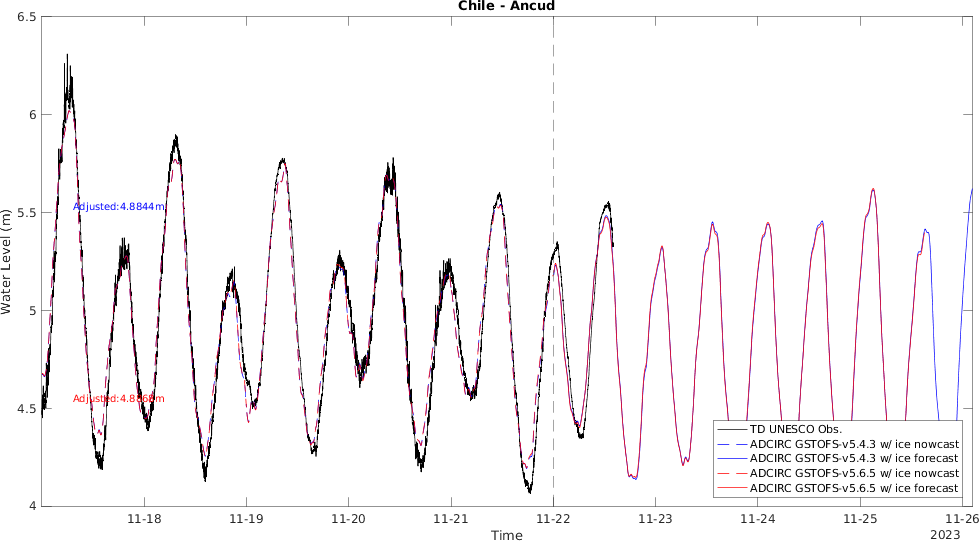 Chile - Ancud
6.5
6
5.5
5
4.5
4
Water Level (m)
Adjusted:4.8844m
11-18
11-19
11-20
11-21
11-22
11-23
11-24
11-25
11-26
Time
2023
TD UNESCO Obs.
ADCIRC GSTOFS-v5.4.3 w/ ice nowcast
ADCIRC GSTOFS-v5.4.3 w/ ice forecast
ADCIRC GSTOFS-v5.6.5 w/ ice nowcast
ADCIRC GSTOFS-v5.6.5 w/ ice forecast